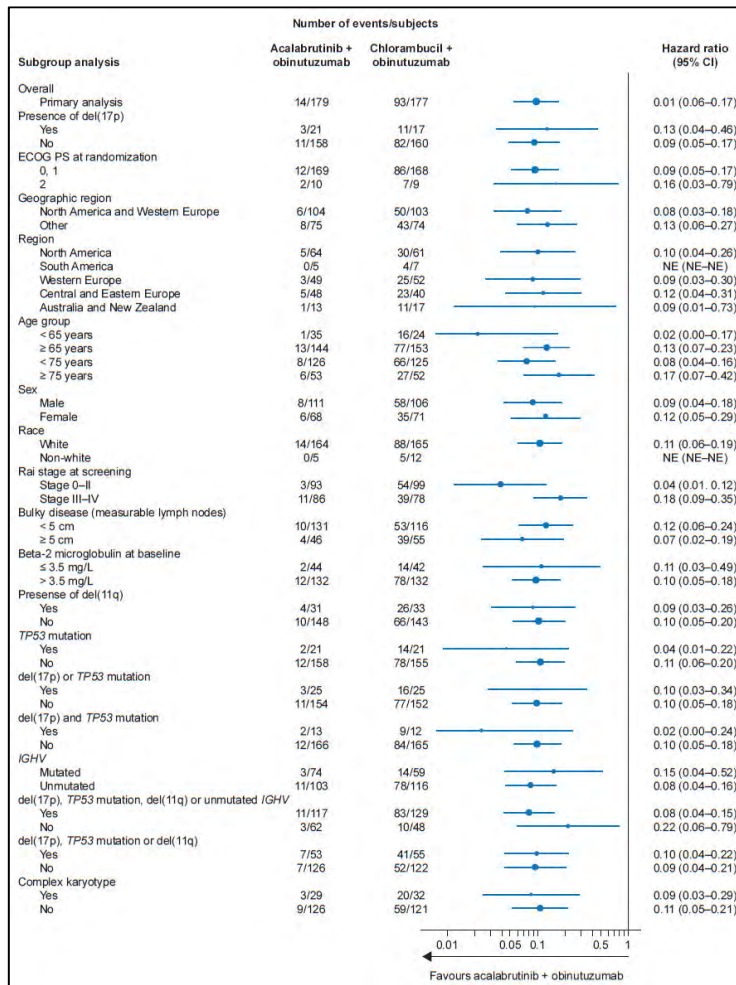 Number of events/subjects
Subgroup analysis Acalabrutinib + obinutuzumab Chlorambucil + obinutuzumab Hazard ratio (95% CI)
Overall
Primary analysis 14/179 93/177 0.01 (0.06–0.17)
Presence of del(17p)
Yes 3/21 11/17 0.13 (0.04–0.46)
No 11/158 82/160 0.09 (0.05–0.17)
ECOG PS at randomization
0, 1 12/169 86/168 0.09 (0.05–0.17)
2 2/10 7/9 0.16 (0.03–0.79)
Geographic region
North America and Western Europe 6/104 50/103 0.08 (0.03–0.18)
Other 8/75 43/74 0.13 (0.06–0.27)
Region
North America 5/64 30/61 0.10 (0.04–0.26)
South America 0/5 4/7 NE (NE–NE)
Western Europe 3/49 25/52 0.09 (0.03–0.30)
Central and Eastern Europe 5/48 23/40 0.12 (0.04–0.31)
Australia and New Zealand 1/13 11/17 0.09 (0.01–0.73)
Age group
< 65 years 1/35 16/24 0.02 (0.00–0.17)
≥ 65 years 13/144 77/153 0.13 (0.07–0.23)
< 75 years 8/126 66/125 0.08 (0.04–0.16)
≥ 75 years 6/53 27/52 0.17 (0.07–0.42)
Sex
Male 8/111 58/106 0.09 (0.04–0.18)
Female 6/68 35/71 0.12 (0.05–0.29)
Race
White 14/164 88/165 0.11 (0.06–0.19)
Non-white 0/5 5/12 NE (NE–NE)
Rai stage at screening
Stage 0–II 3/93 54/99 0.04 (0.01. 0.12)
Stage III–IV 11/86 39/78 0.18 (0.09–0.35)
Bulky disease (measurable lymph nodes)
< 5 cm 10/131 53/116 0.12 (0.06–0.24)
≥ 5 cm 4/46 39/55 0.07 (0.02–0.19)
Beta-2 microglobulin at baseline
≤ 3.5 mg/L 2/44 14/42 0.11 (0.03–0.49)
> 3.5 mg/L 12/132 78/132 0.10 (0.05–0.18)
Presense of del(11q)
Yes 4/31 26/33 0.09 (0.03–0.26)
No 10/148 66/143 0.10 (0.05–0.20)
TP53 mutation
Yes 2/21 14/21 0.04 (0.01–0.22)
No 12/158 78/155 0.11 (0.06–0.20)
del(17p) or TP53 mutation
Yes 3/25 16/25 0.10 (0.03–0.34)
No 11/154 77/152 0.10 (0.05–0.18)
del(17p) and TP53 mutation
Yes 2/13 9/12 0.02 (0.00–0.24)
No 12/166 84/165 0.10 (0.05–0.18)
IGHV
Mutated 3/74 14/59 0.15 (0.04–0.52)
Unmutated 11/103 78/116 0.08 (0.04–0.16)
del(17p), TP53 mutation, del(11q) or unmutated IGHV
Yes 11/117 83/129 0.08 (0.04–0.15)
No 3/62 10/48 0.22 (0.06–0.79)
del(17p), TP53 mutation or del(11q)
Yes 7/53 41/55 0.10 (0.04–0.22)
No 7/126 52/122 0.09 (0.04–0.21)
Complex karyotype
Yes 3/29 20/32 0.09 (0.03–0.29)
No 9/126 59/121 0.11 (0.05–0.21)
0.01 0.05 0.1 0.5 1
Favours acalabrutinib + obinutuzumab